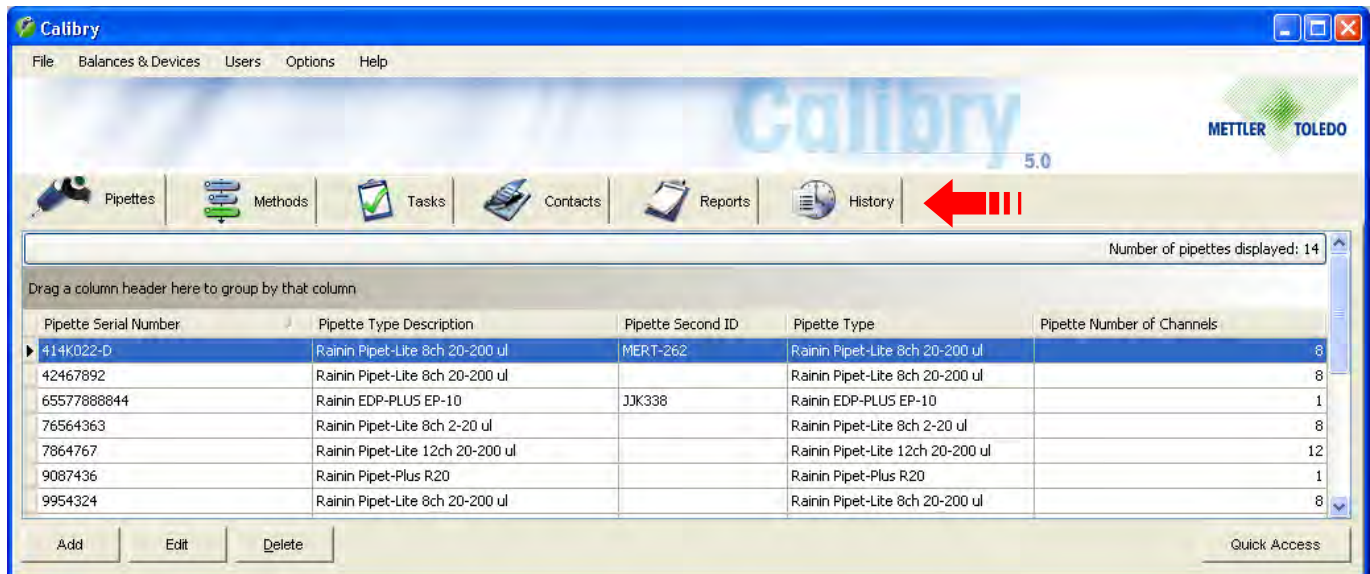 Calibry
File Balances & Devices Users Options Help
Calibry 5.0
METTLER TOLEDO
Pipettes Methods Tasks Contacts Reports History
Number of pipettes displayed: 14
Drag a column header here to group by that column
Pipette Serial Number Pipette Type Description Pipette Second ID Pipette Type Pipette Number of Channels
414K022-D Rainin Pipet-Lite 8ch 20-200 ul MERT-262 Rainin Pipet-Lite 8ch 20-200 ul 8
42467892 Rainin Pipet-Lite 8ch 20-200 ul Rainin Pipet-Lite 8ch 20-200 ul 8
65577888844 Rainin EDP-PLUS EP-10 JJK338 Rainin EDP-PLUS EP-10 1
76564363 Rainin Pipet-Lite 8ch 2-20 ul Rainin Pipet-Lite 8ch 2-20 ul 8
7864767 Rainin Pipet-Lite 12ch 20-200 ul Rainin Pipet-Lite 12ch 20-200 ul 12
9087436 Rainin Pipet-Plus R20 Rainin Pipet-Plus R20 1
9954324 Rainin Pipet-Lite 8ch 20-200 ul Rainin Pipet-Lite 8ch 20-200 ul 8
Add Edit Delete Quick Access